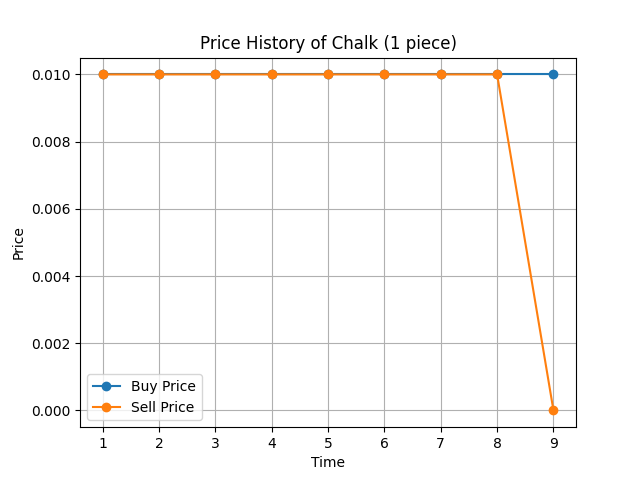 Price History of Chalk (1 piece)
0.010
0.008
0.006
0.004
0.002
0.000
Price
Buy Price
Sell Price
1 2 3 4 5 6 7 8 9
Time